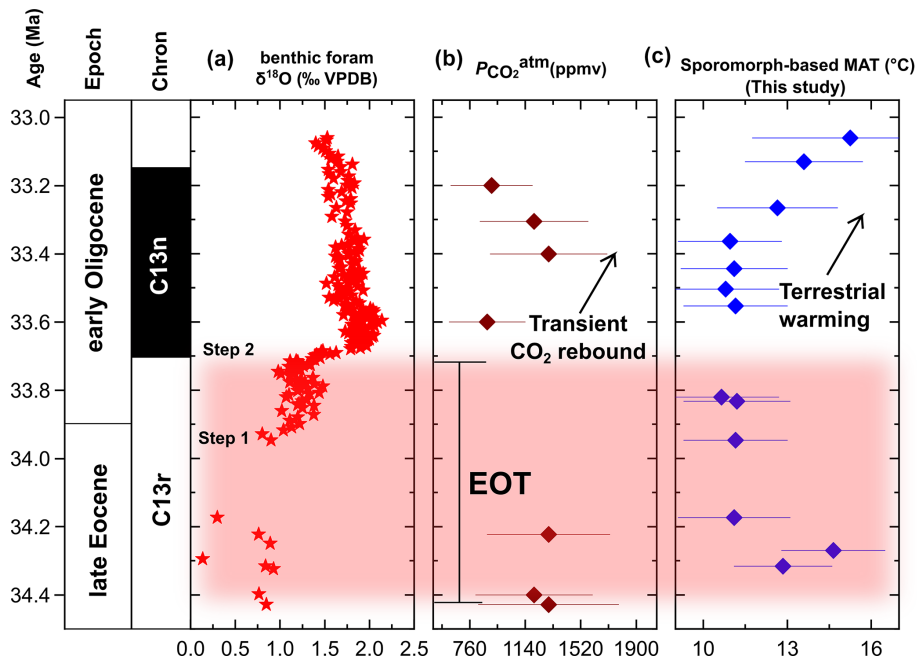 Age (Ma)
Epoch
Chron
(a)
benthic foram
δ¹⁸O (‰ VPDB)
(b)
P_CO₂^atm(ppmv)
(c)
Sporomorph-based MAT (°C)
(This study)
33.0
33.2
33.4
33.6
33.8
34.0
34.2
34.4
early Oligocene
late Eocene
C13n
C13r
Step 2
Step 1
EOT
Transient
CO₂ rebound
Terrestrial
warming
0.0 0.5 1.0 1.5 2.0 2.5
760 1140 1520 1900
10 13 16